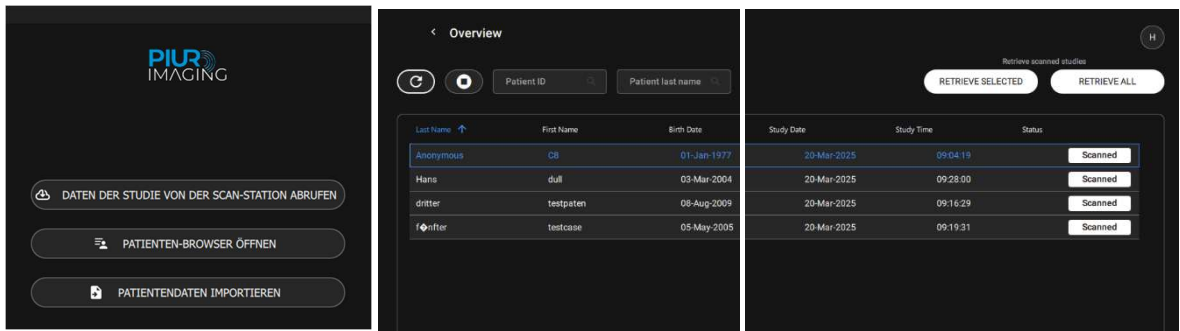 PIUR
IMAGING
DATEN DER STUDIE VON DER SCAN-STATION ABRUFEN
PATIENTEN-BROWSER ÖFFNEN
PATIENTENDATEN IMPORTIEREN
Overview
H
Retrieve scanned studies
Patient ID Patient last name RETRIEVE SELECTED RETRIEVE ALL
Last Name First Name Birth Date Study Date Study Time Status
Anonymous C8 01-Jan-1977 20-Mar-2025 09:04:19 Scanned
Hans dull 03-Mar-2004 20-Mar-2025 09:28:00 Scanned
dritter testpaten 08-Aug-2009 20-Mar-2025 09:16:29 Scanned
f�nfter testcase 05-May-2005 20-Mar-2025 09:19:31 Scanned